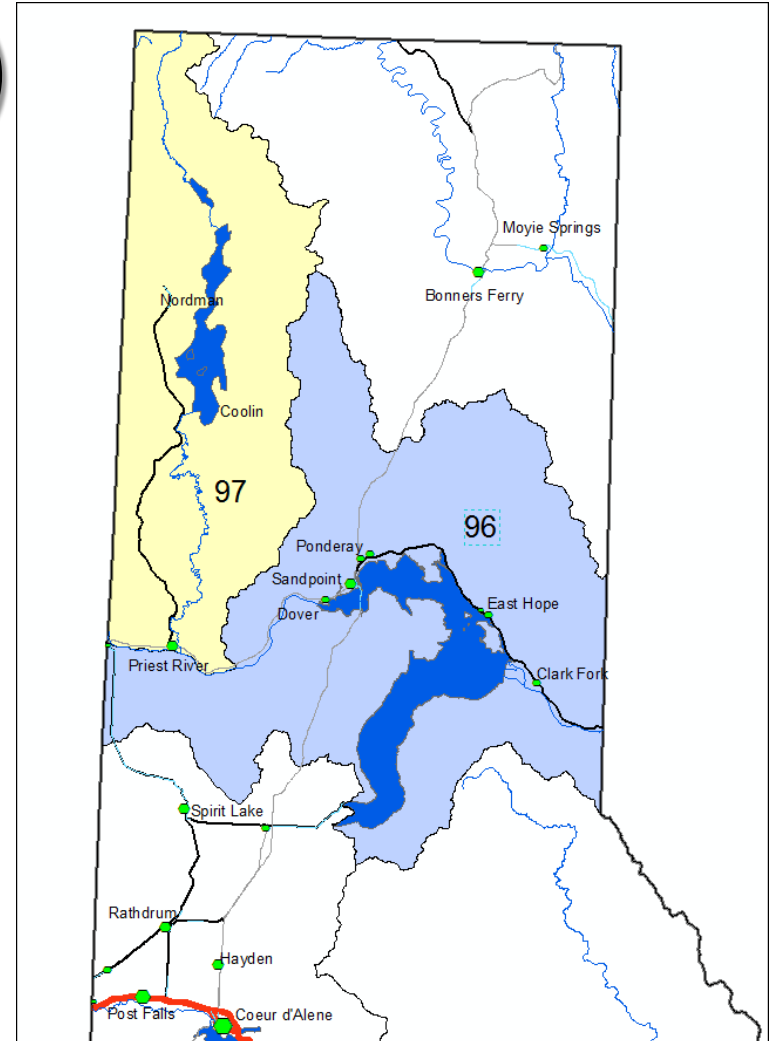 Moyie Springs
Bonners Ferry
Nordman
Coolin
97
96
Ponderay
Sandpoint
Dover
East Hope
Priest River
Clark Fork
Spirit Lake
Rathdrum
Hayden
Post Falls
Coeur d'Alene